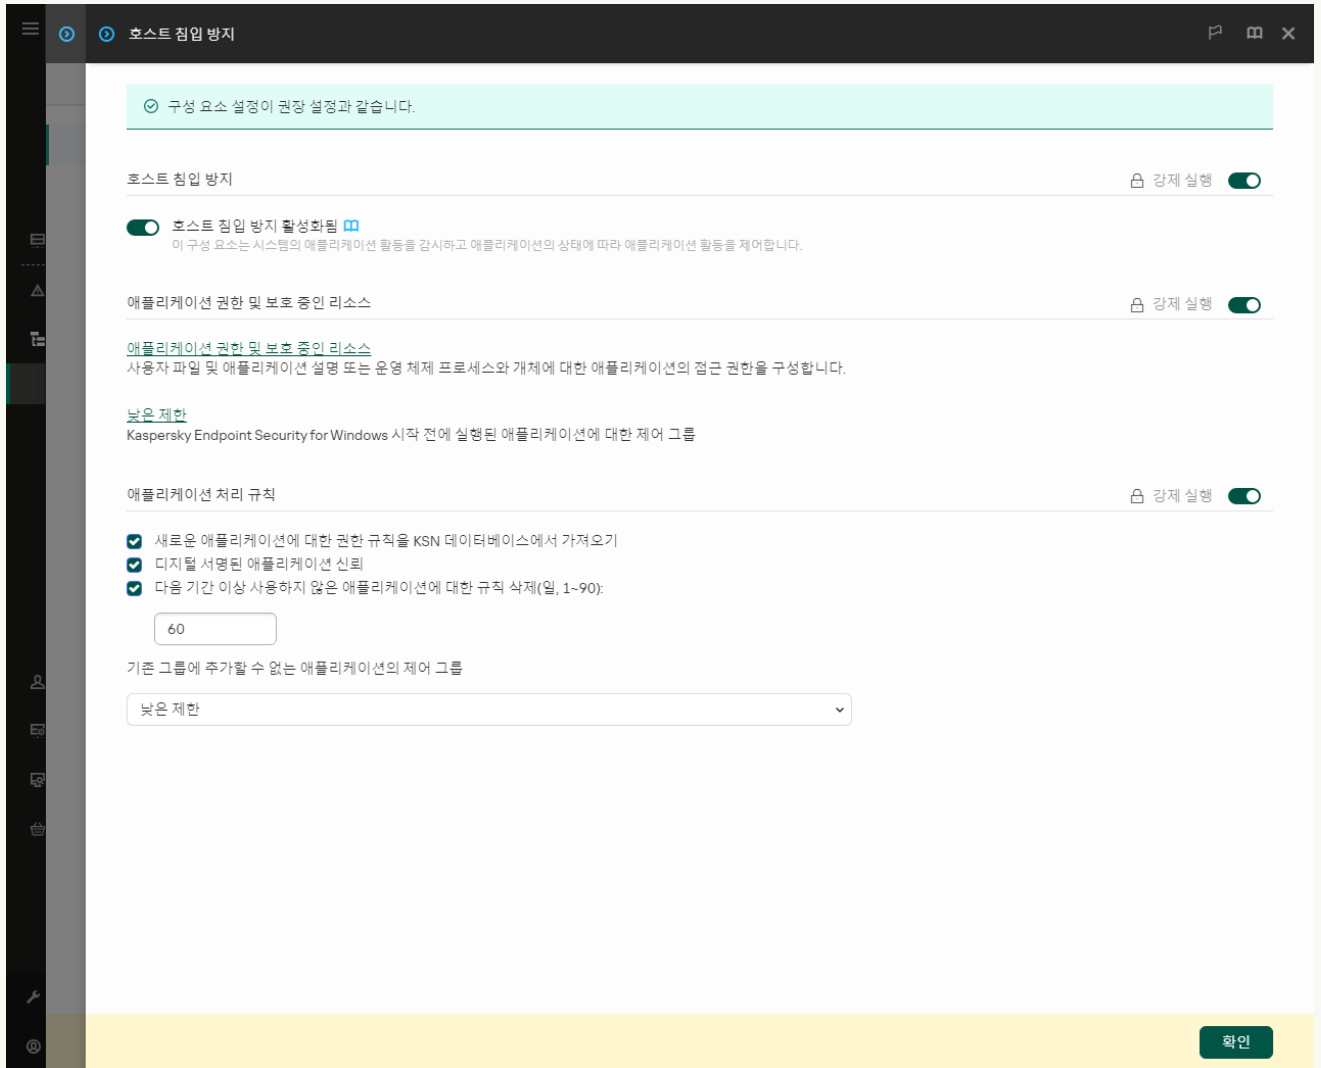 호스트 침입 방지
구성 요소 설정이 권장 설정과 같습니다.
호스트 침입 방지
강제 실행
호스트 침입 방지 활성화됨
이 구성 요소는 시스템의 애플리케이션 활동을 감시하고 애플리케이션의 상태에 따라 애플리케이션 활동을 제어합니다.
애플리케이션 권한 및 보호 중인 리소스
강제 실행
애플리케이션 권한 및 보호 중인 리소스
사용자 파일 및 애플리케이션 설명 또는 운영 체제 프로세스와 개체에 대한 애플리케이션의 접근 권한을 구성합니다.
낮은 제한
Kaspersky Endpoint Security for Windows 시작 전에 실행된 애플리케이션에 대한 제어 그룹
애플리케이션 처리 규칙
강제 실행
새로운 애플리케이션에 대한 권한 규칙을 KSN 데이터베이스에서 가져오기
디지털 서명된 애플리케이션 신뢰
다음 기간 이상 사용하지 않은 애플리케이션에 대한 규칙 삭제(일, 1~90):
60
기존 그룹에 추가할 수 없는 애플리케이션의 제어 그룹
낮은 제한
확인